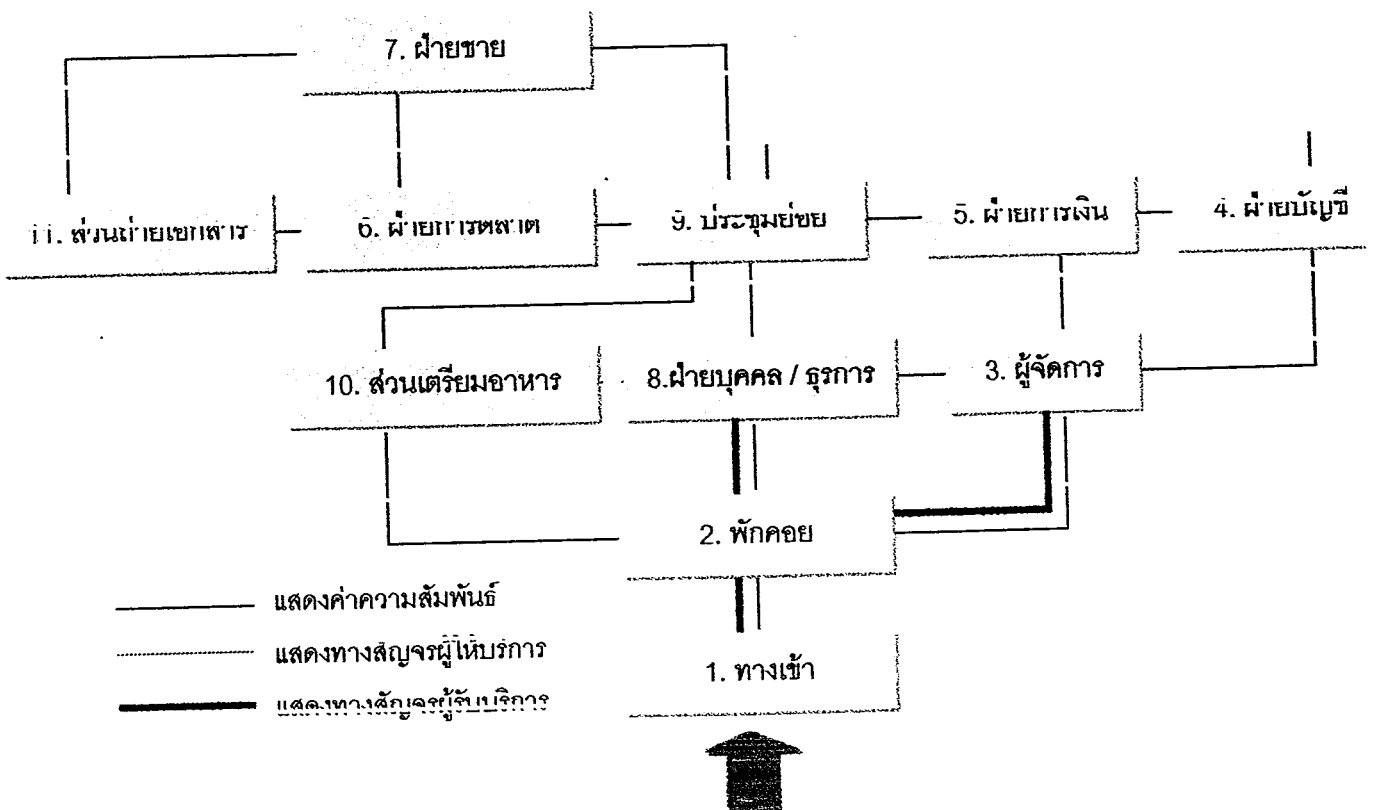 7. ฝ่ายขาย
11. ส่วนถ่ายเอกสาร
6. ฝ่ายการตลาด
9. ประชุมย่อย
5. ฝ่ายการเงิน
4. ฝ่ายบัญชี
10. ส่วนเตรียมอาหาร
8.ฝ่ายบุคคล / ธุรการ
3. ผู้จัดการ
2. พักคอย
แสดงค่าความสัมพันธ์
แสดงทางสัญจรผู้ให้บริการ
1. ทางเข้า
แสดงทางสัญจรผู้รับบริการ